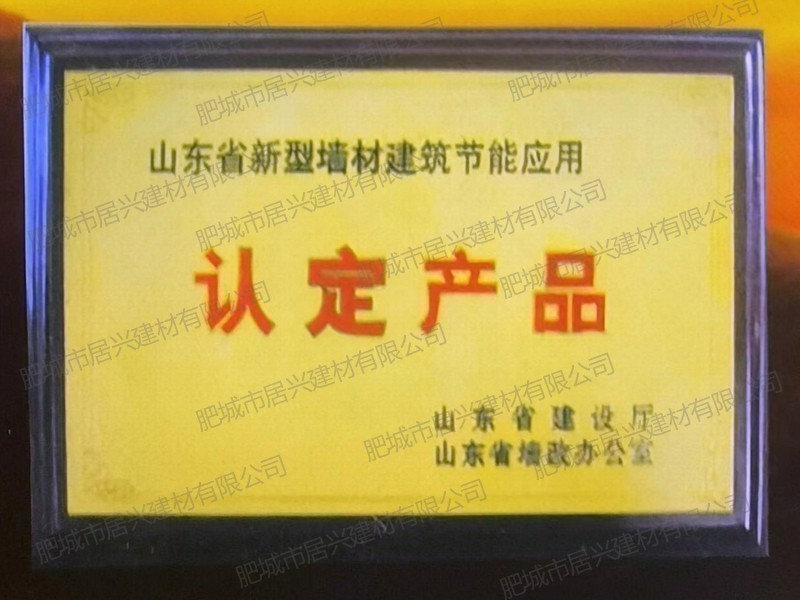 山东省新型墙材建筑节能应用
认定产品
山东省建设厅
山东省墙改办公室
肥城市居兴建材有限公司